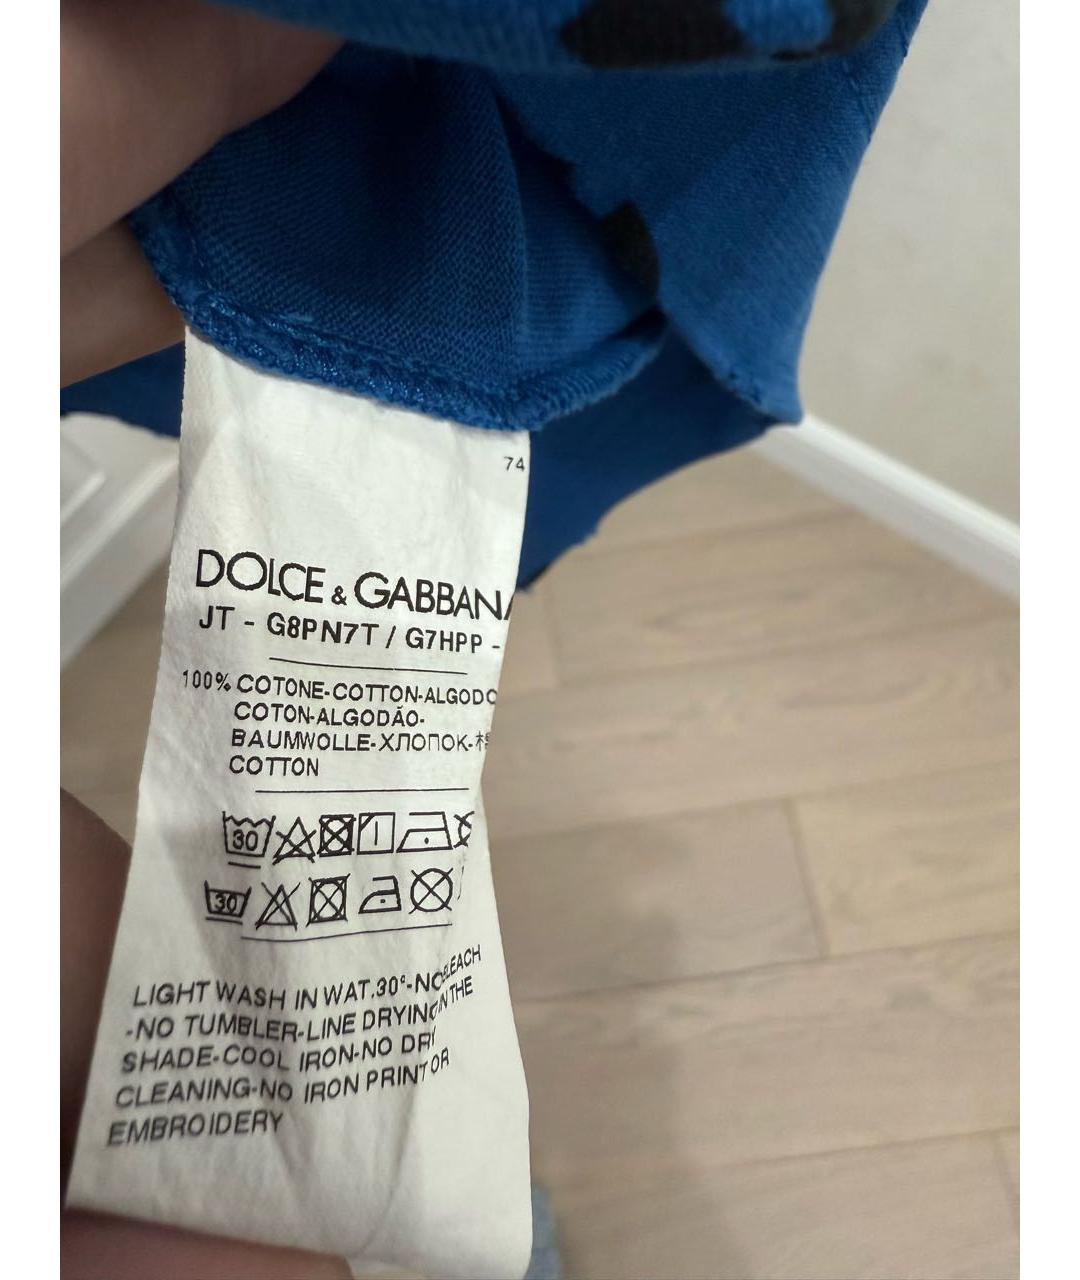 74
DOLCE & GABBANA
JT - G8PN7T / G7HPP -
100% COTONE-COTTON-ALGODO
COTON-ALGODÃO-
BAUMWOLLE-ХЛОПОК-
COTTON
30
30
LIGHT WASH IN WAT.30°-NO BLEACH
-NO TUMBLER-LINE DRYING IN THE
SHADE-COOL IRON-NO DRY
CLEANING-NO IRON PRINT OR
EMBROIDERY